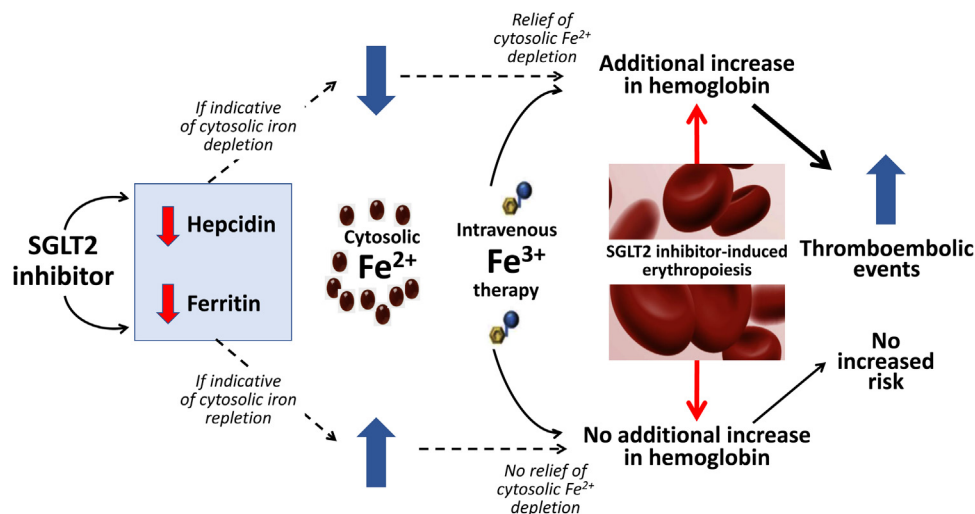 SGLT2
inhibitor
Hepcidin
Ferritin
If indicative
of cytosolic iron
depletion
If indicative
of cytosolic iron
repletion
Cytosolic
Fe2+
Relief of
cytosolic Fe2+
depletion
Intravenous
Fe3+
therapy
No relief of
cytosolic Fe2+
depletion
Additional increase
in hemoglobin
SGLT2 inhibitor-induced
erythropoiesis
No additional increase
in hemoglobin
Thromboembolic
events
No
increased
risk